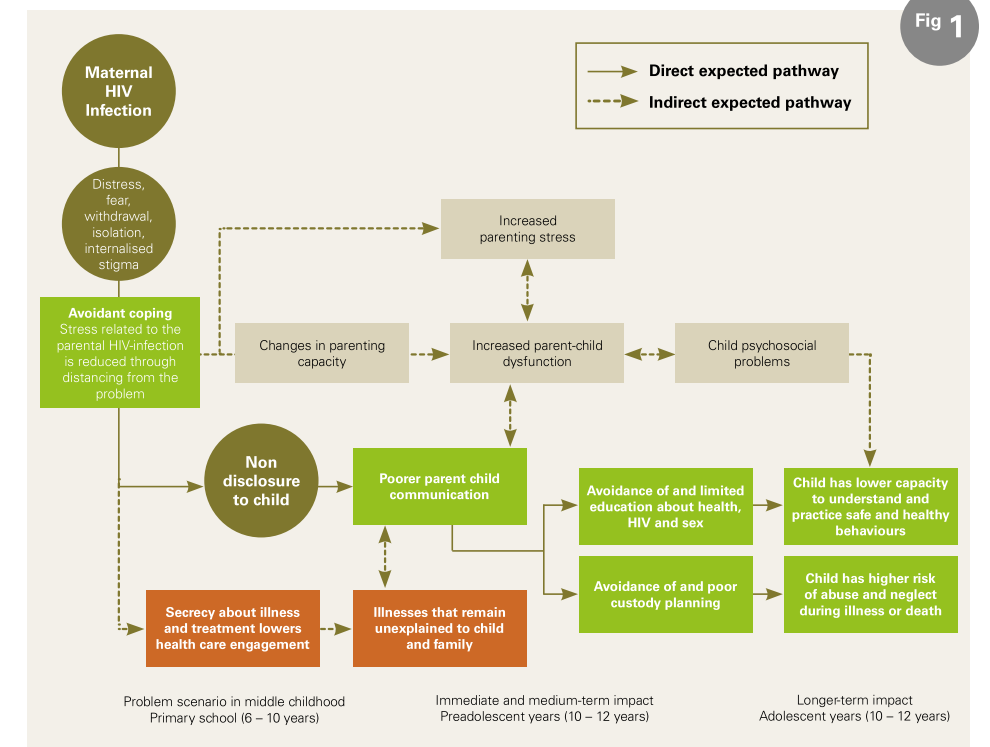 Fig 1
Maternal
HIV
Infection
Direct expected pathway
Indirect expected pathway
Distress,
fear,
withdrawal,
isolation,
internalised
stigma
Increased
parenting stress
Avoidant coping
Stress related to the
parental HIV-infection
is reduced through
distancing from the
problem
Changes in parenting
capacity
Increased parent-child
dysfunction
Child psychosocial
problems
Non
disclosure
to child
Poorer parent child
communication
Avoidance of and limited
education about health,
HIV and sex
Child has lower capacity
to understand and
practice safe and healthy
behaviours
Avoidance of and poor
custody planning
Child has higher risk
of abuse and neglect
during illness or death
Secrecy about illness
and treatment lowers
health care engagement
Illnesses that remain
unexplained to child
and family
Problem scenario in middle childhood
Primary school (6 – 10 years)
Immediate and medium-term impact
Preadolescent years (10 – 12 years)
Longer-term impact
Adolescent years (10 – 12 years)